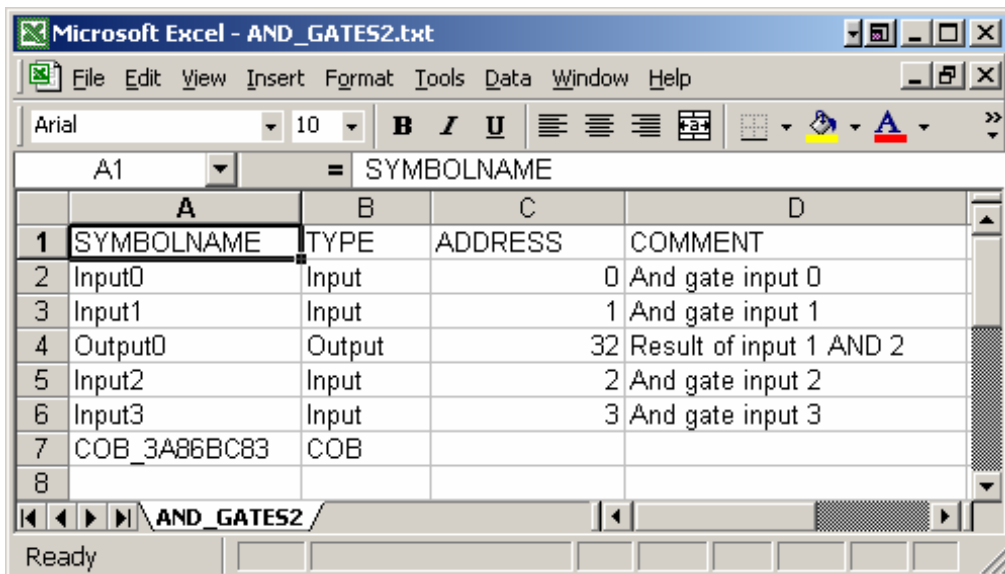 Microsoft Excel - AND_GATES2.txt
File Edit View Insert Format Tools Data Window Help
Arial 10 B I U A »
A1 = SYMBOLNAME
A B C D
1 SYMBOLNAME TYPE ADDRESS COMMENT
2 Input0 Input 0 And gate input 0
3 Input1 Input 1 And gate input 1
4 Output0 Output 32 Result of input 1 AND 2
5 Input2 Input 2 And gate input 2
6 Input3 Input 3 And gate input 3
7 COB_3A86BC83 COB
8
AND_GATES2
Ready